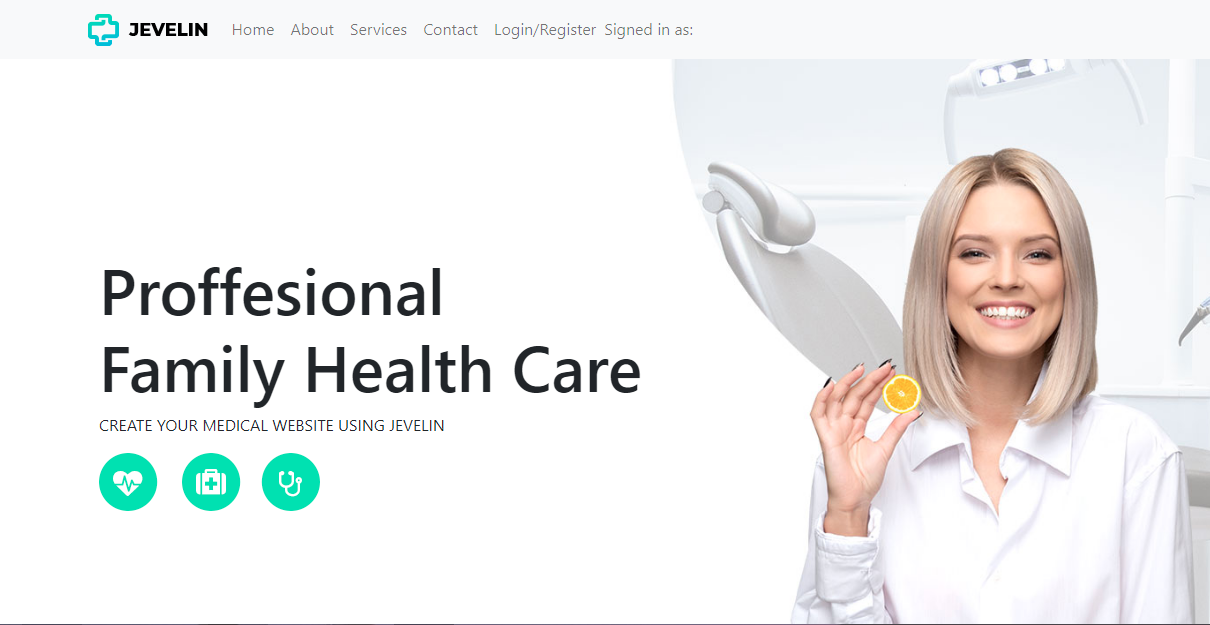 JEVELIN Home About Services Contact Login/Register Signed in as:
Proffesional
Family Health Care
CREATE YOUR MEDICAL WEBSITE USING JEVELIN